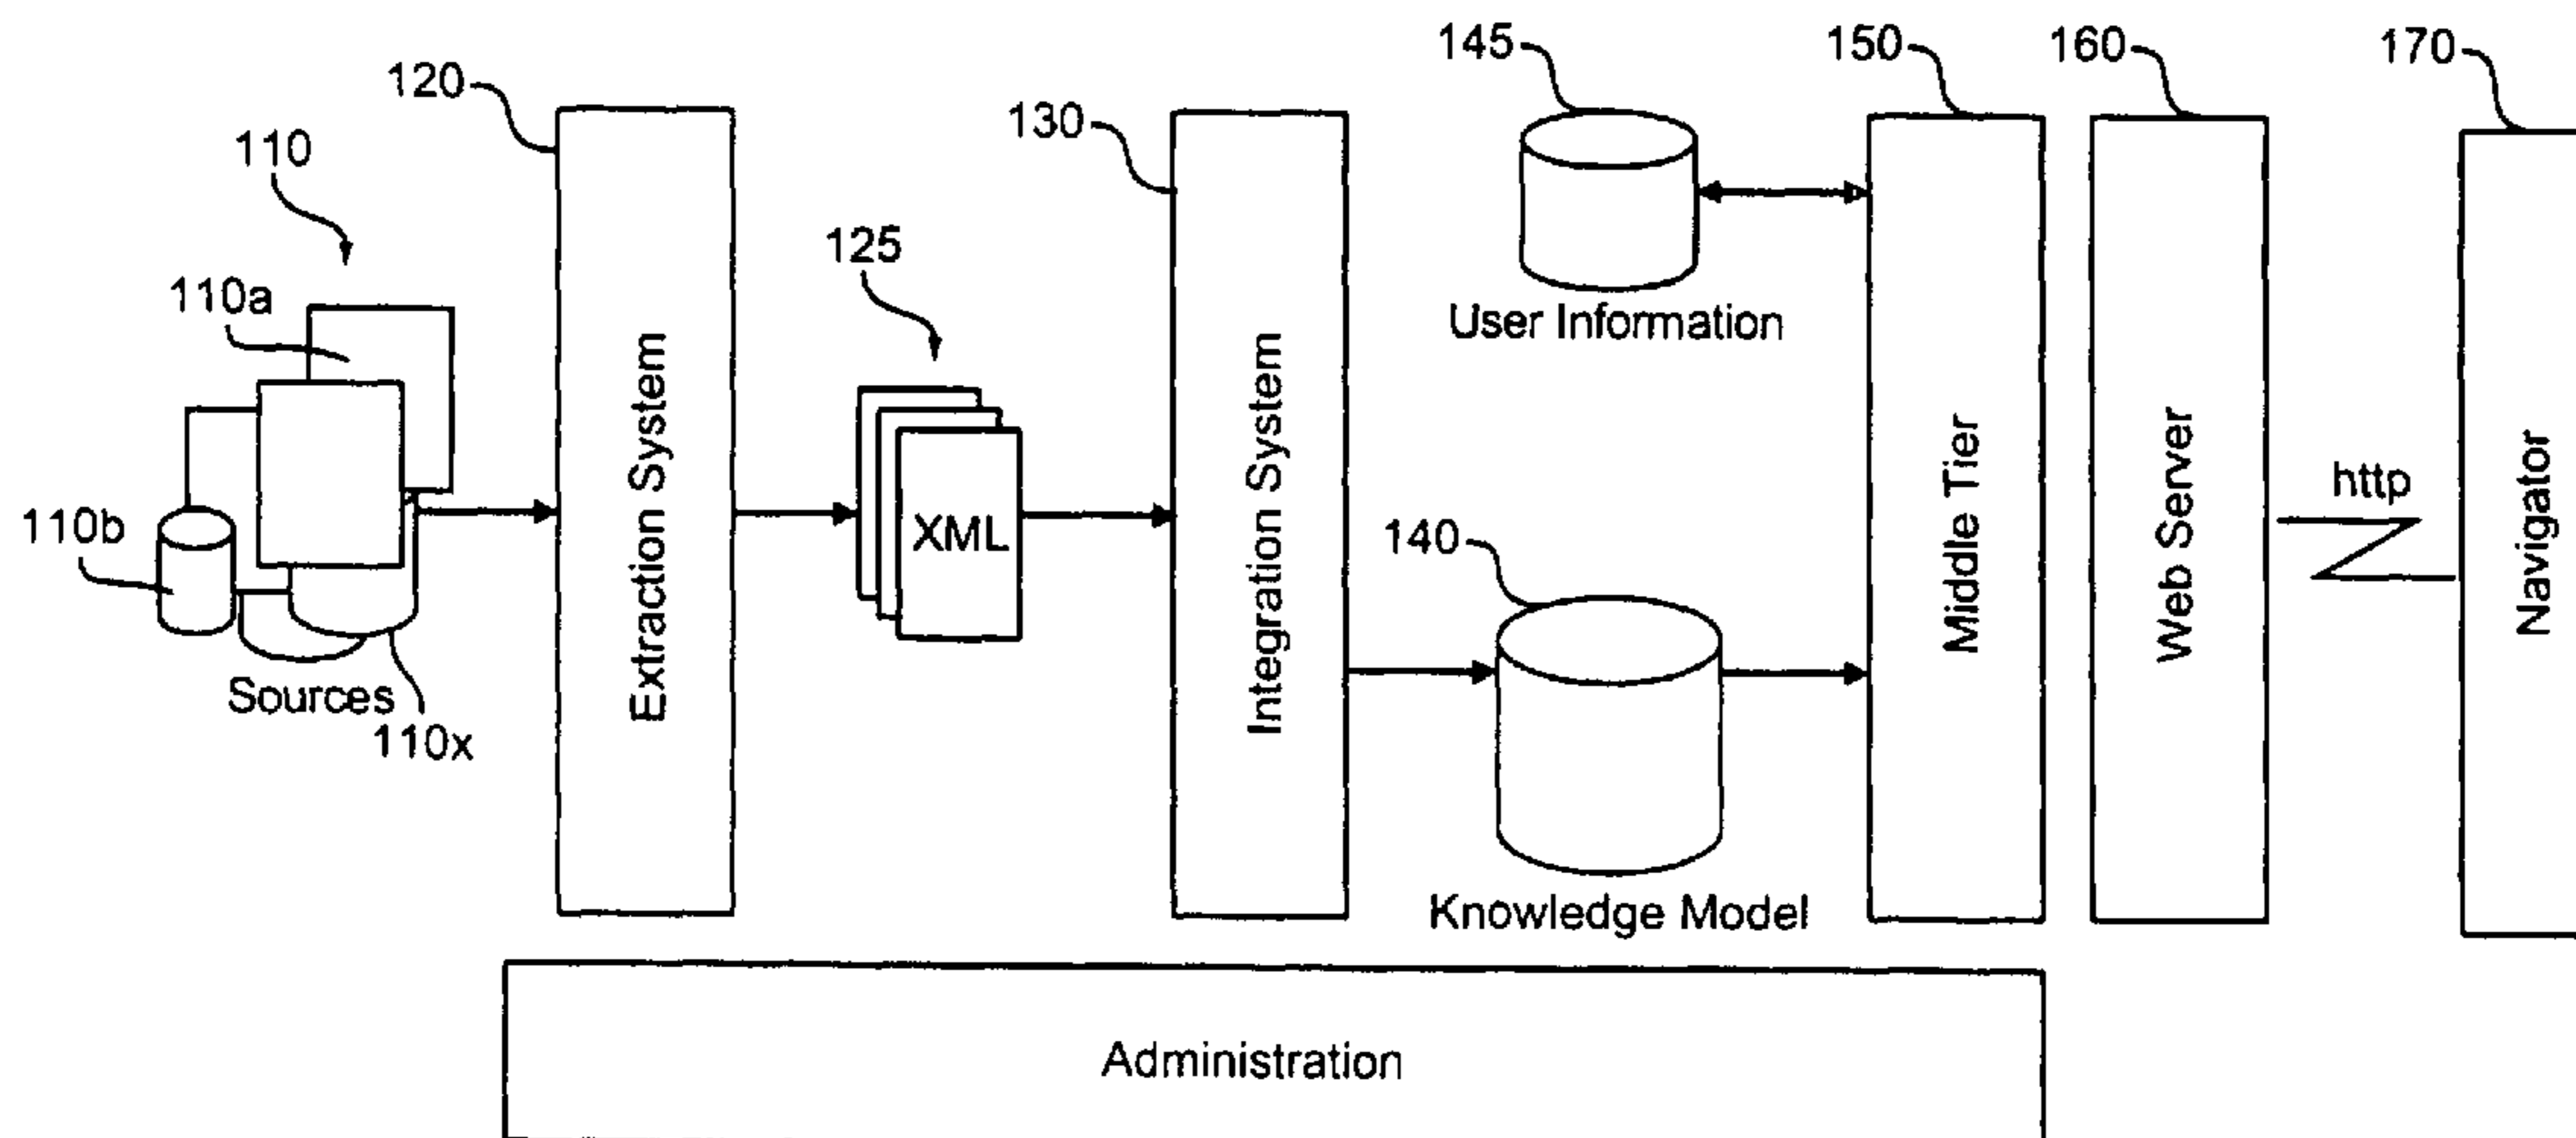 145
150
160
170
120
130
110
125
110a
User Information
Extraction System
Integration System
Middle Tier
Web Server
Navigator
http
XML
110b
140
Sources
110x
Knowledge Model
Administration